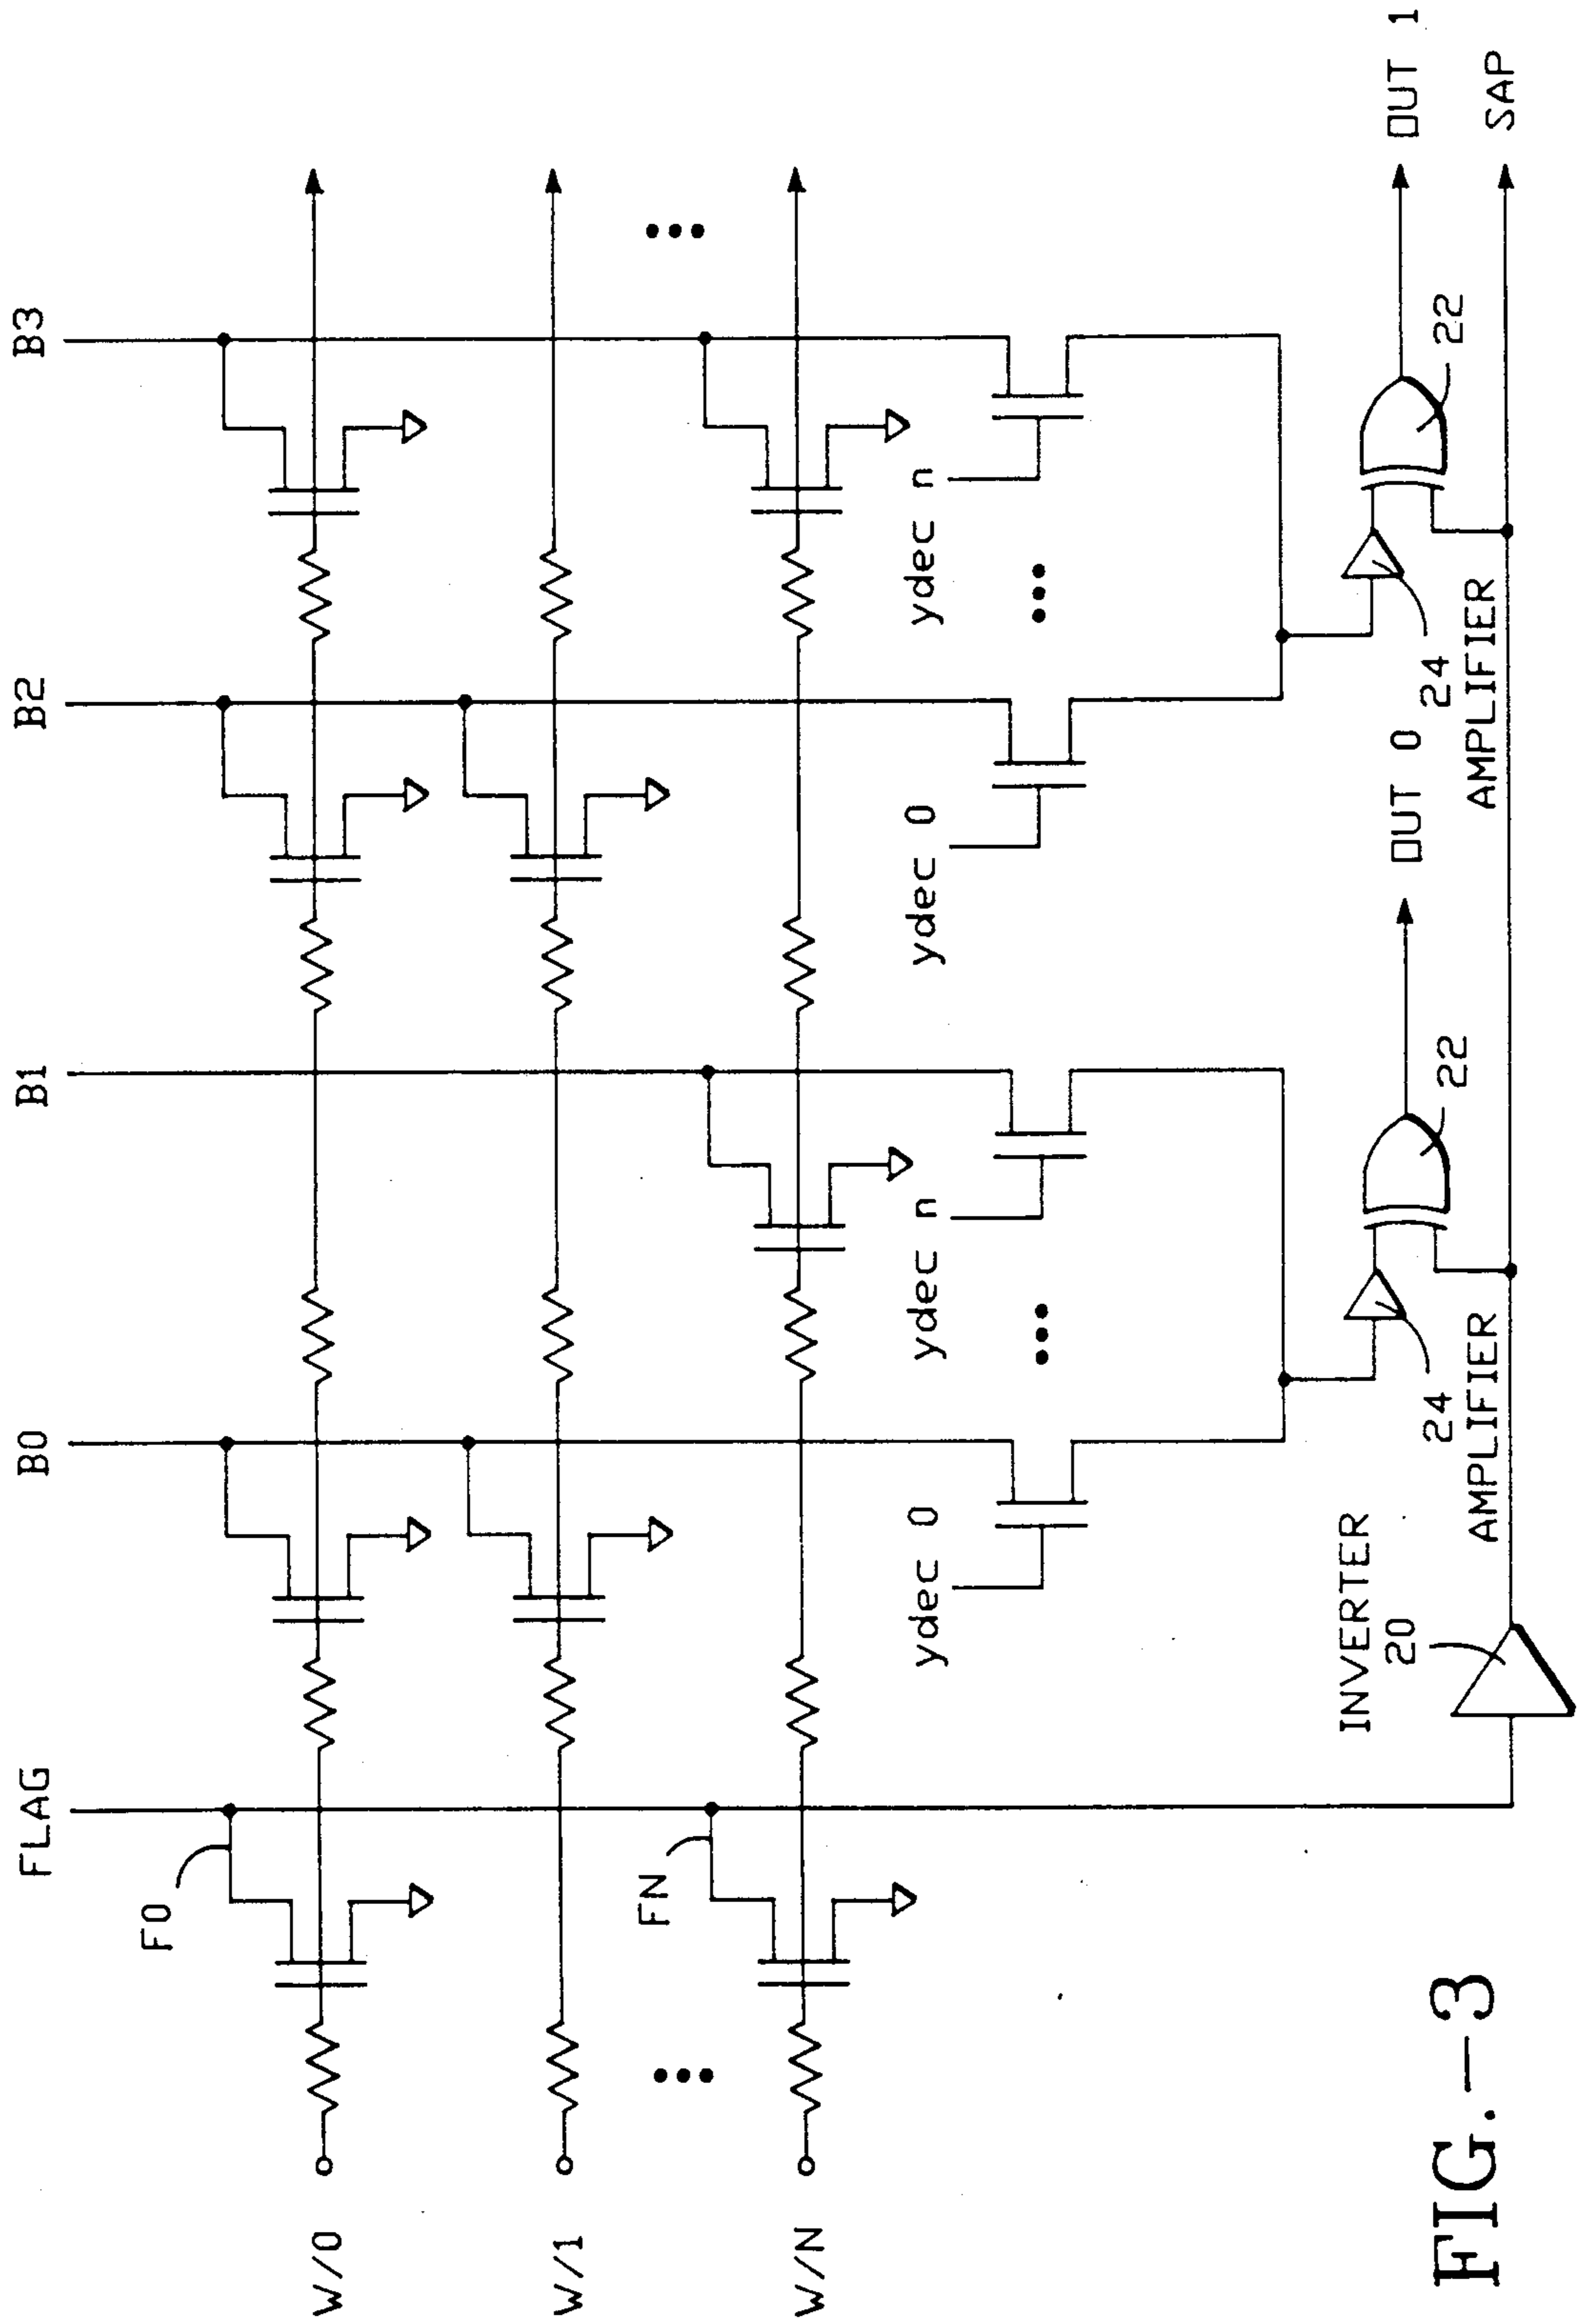 FLAG
B0
B1
B2
B3
F0
FN
W/0
W/1
W/N
ydec 0
ydec n
ydec 0
ydec n
INVERTER
20
24
AMPLIFIER
22
OUT 0
24
AMPLIFIER
22
OUT 1
SAP
FIG.-3